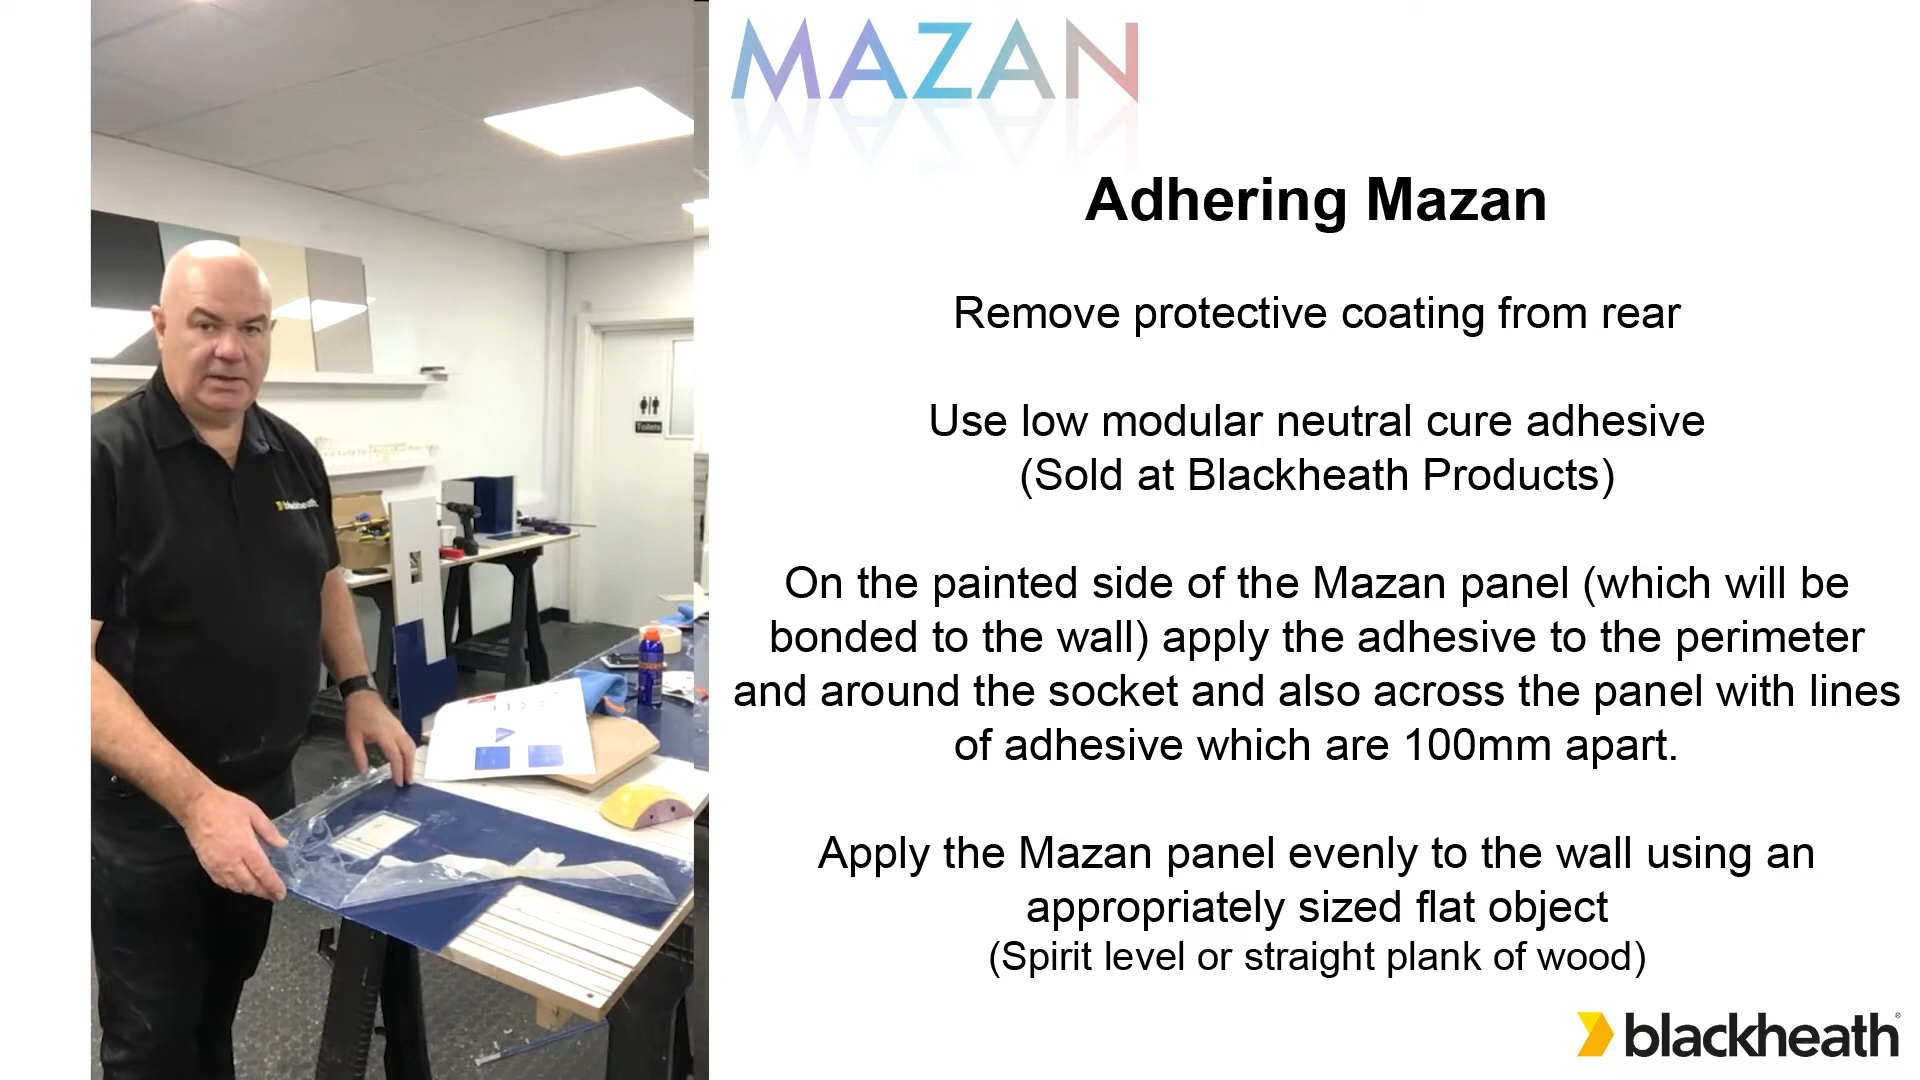 MAZAN
Adhering Mazan
Remove protective coating from rear
Use low modular neutral cure adhesive
(Sold at Blackheath Products)
On the painted side of the Mazan panel (which will be
bonded to the wall) apply the adhesive to the perimeter
and around the socket and also across the panel with lines
of adhesive which are 100mm apart.
Apply the Mazan panel evenly to the wall using an
appropriately sized flat object
(Spirit level or straight plank of wood)
blackheath®
blackheath
Toilets